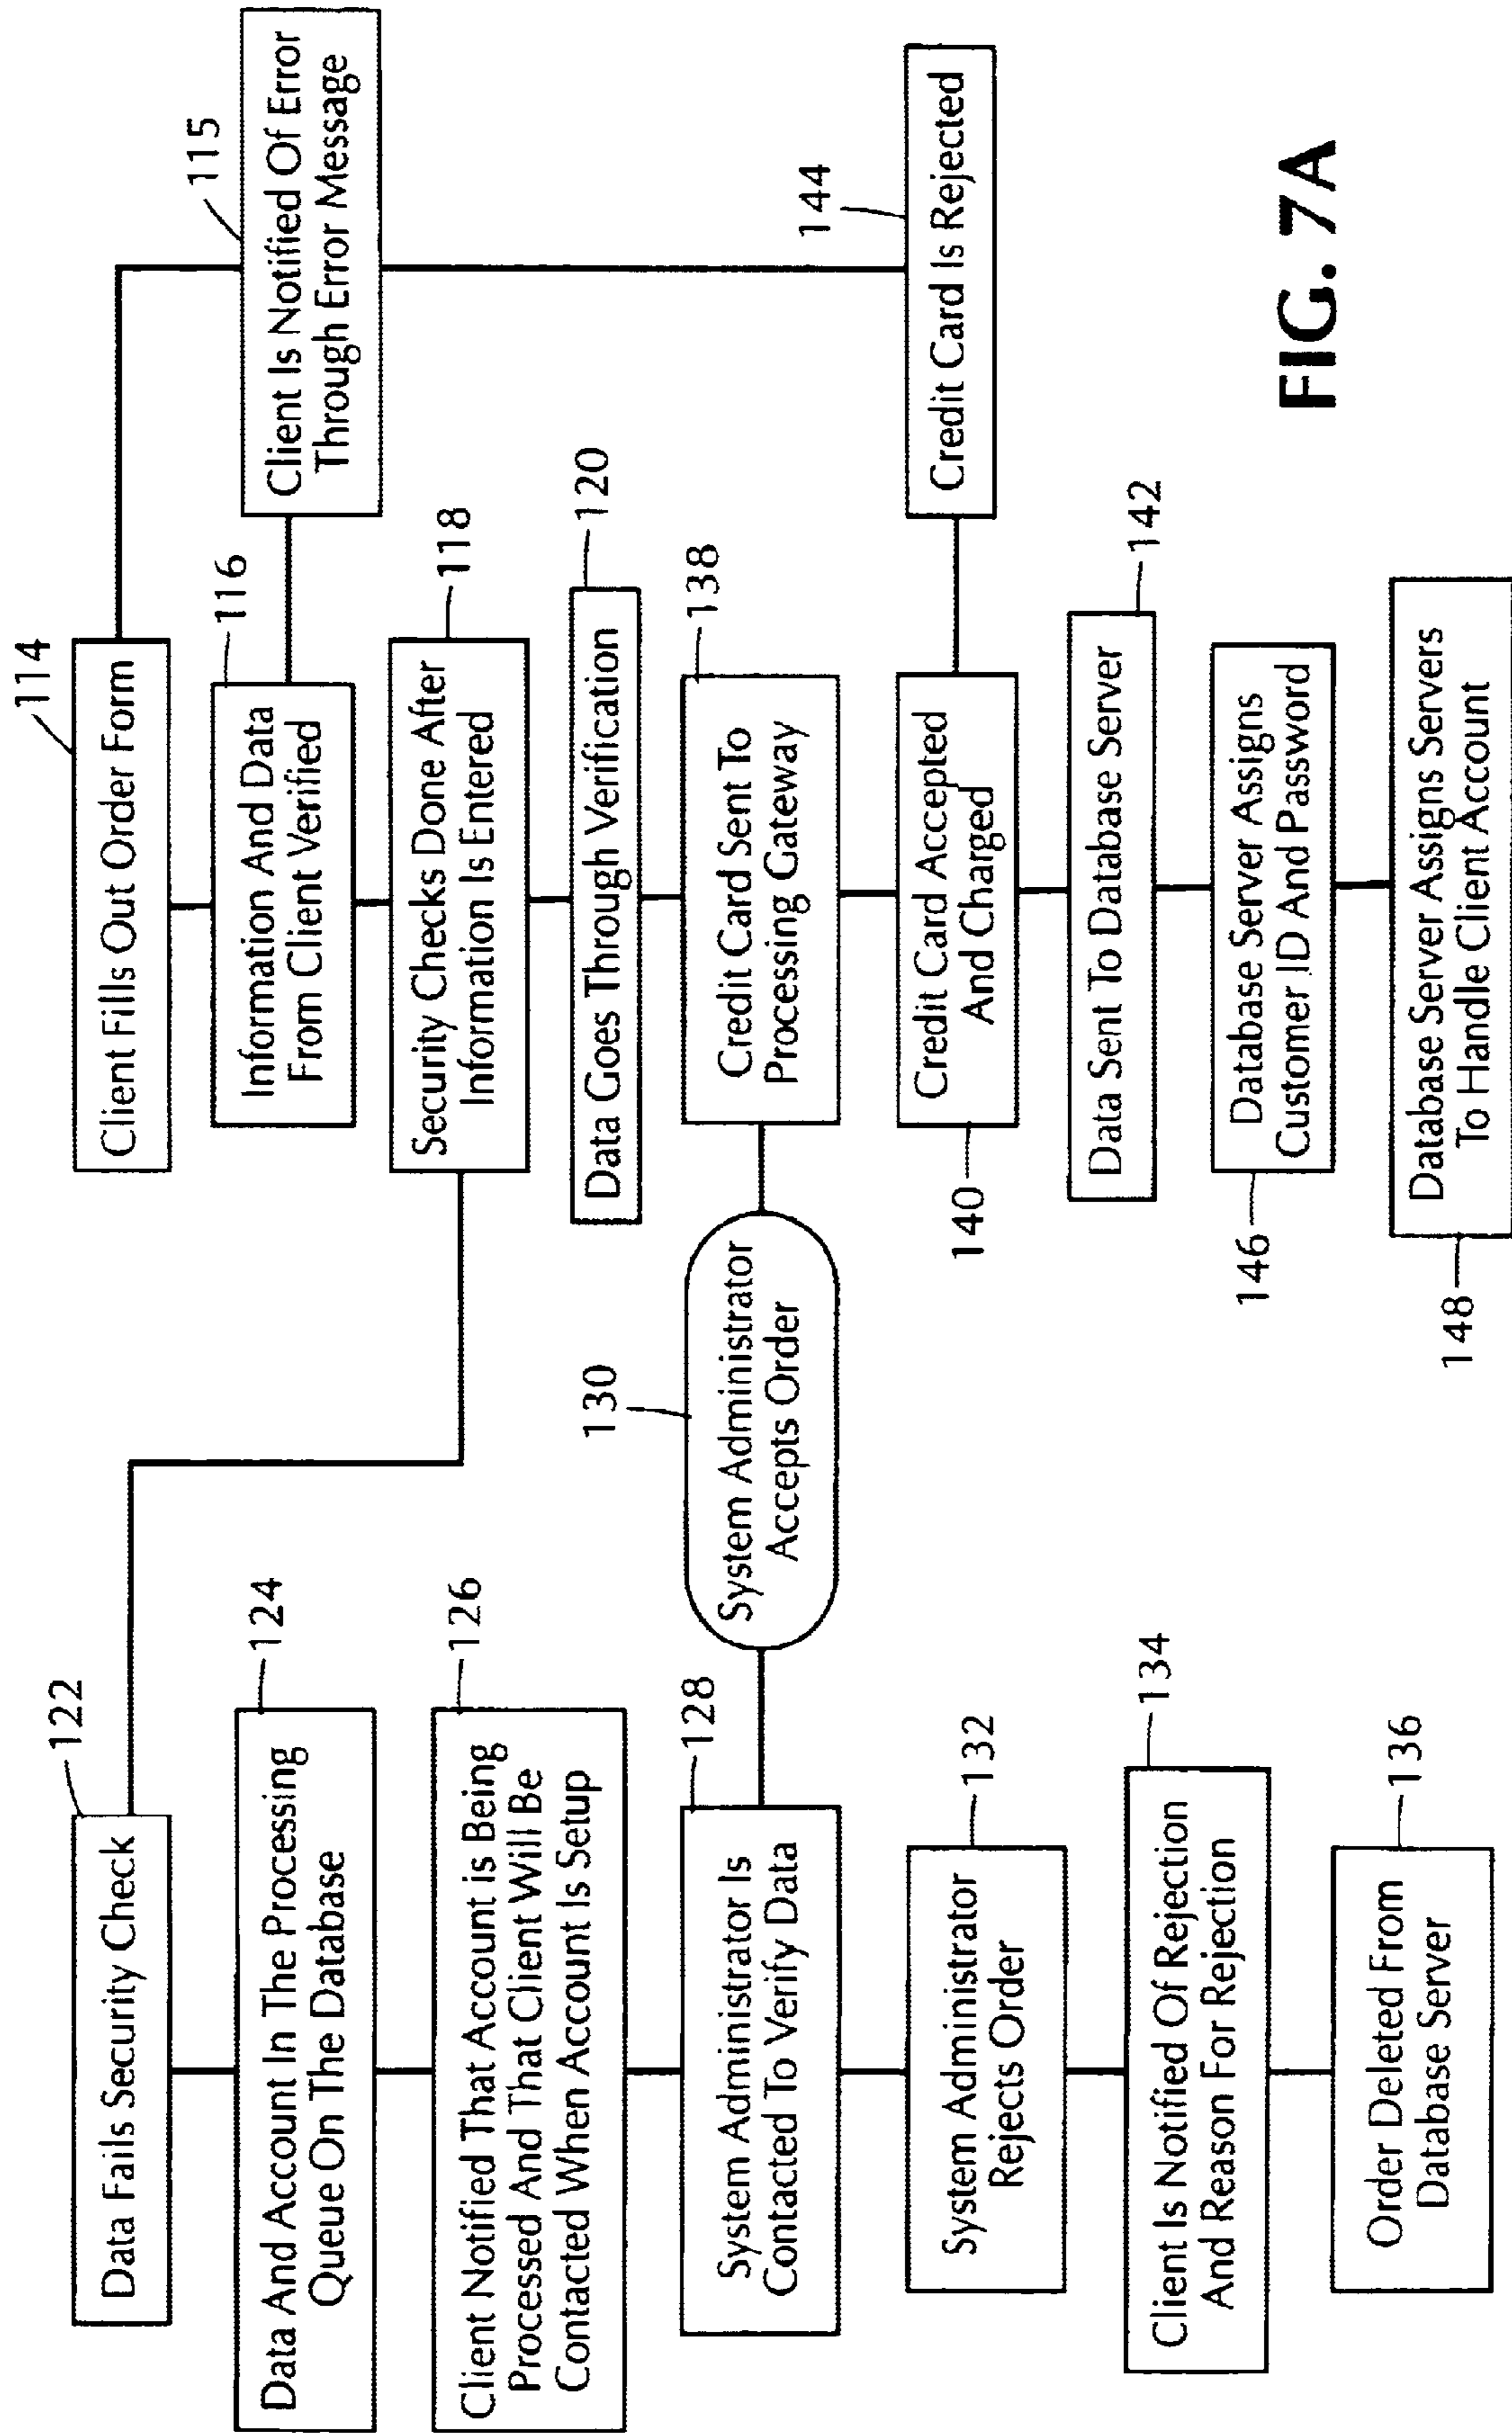 122
Data Fails Security Check
124
Data And Account In The Processing
Queue On The Database
126
Client Notified That Account is Being
Processed And That Client Will Be
Contacted When Account Is Setup
128
System Administrator Is
Contacted To Verify Data
132
System Administrator
Rejects Order
134
Client Is Notified Of Rejection
And Reason For Rejection
136
Order Deleted From
Database Server
130
System Administrator
Accepts Order
114
Client Fills Out Order Form
116
Information And Data
From Client Verified
118
Security Checks Done After
Information Is Entered
120
Data Goes Through Verification
138
Credit Card Sent To
Processing Gateway
140
Credit Card Accepted
And Charged
142
Data Sent To Database Server
146
Database Server Assigns
Customer ID And Password
148
Database Server Assigns Servers
To Handle Client Account
115
Client Is Notified Of Error
Through Error Message
144
Credit Card Is Rejected
FIG. 7A